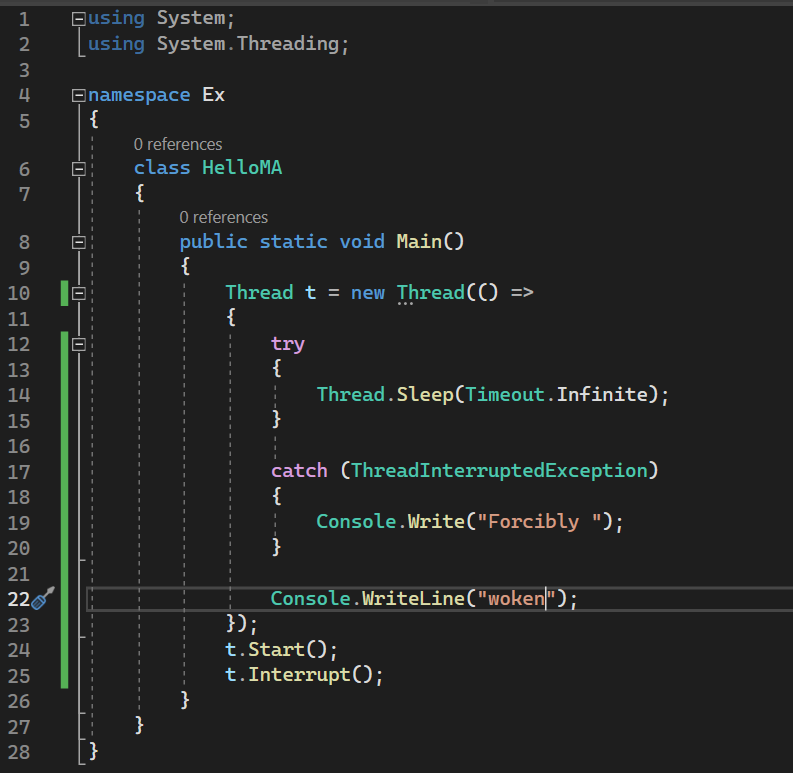 1 using System;
2 using System.Threading;
3
4 namespace Ex
5 {
0 references
6 class HelloMA
7 {
0 references
8 public static void Main()
9 {
10 Thread t = new Thread(() =>
11 {
12 try
13 {
14 Thread.Sleep(Timeout.Infinite);
15 }
16
17 catch (ThreadInterruptedException)
18 {
19 Console.Write("Forcibly ");
20 }
21
22 Console.WriteLine("woken");
23 });
24 t.Start();
25 t.Interrupt();
26 }
27 }
28 }